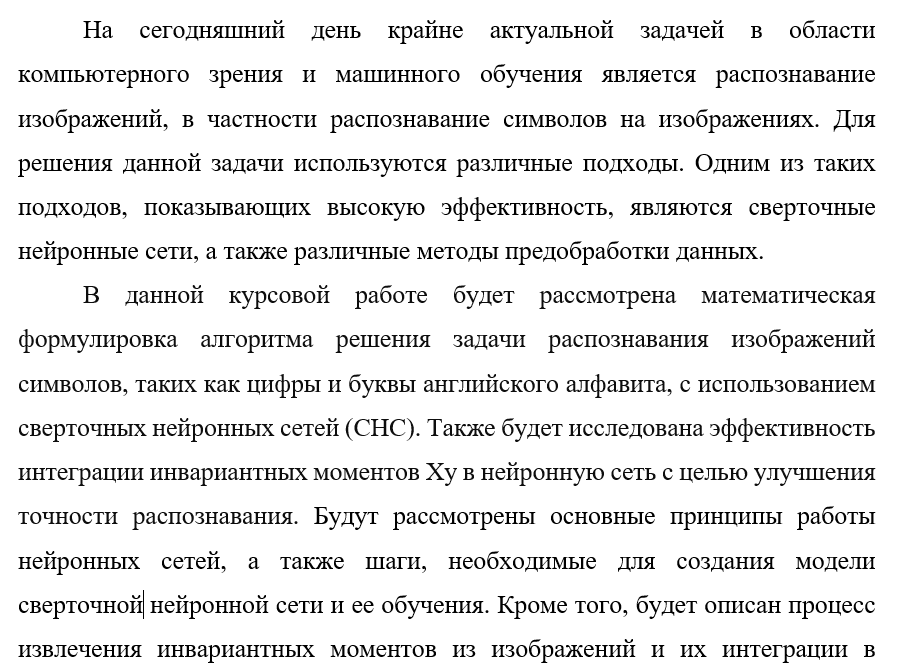 На сегодняшний день крайне актуальной задачей в области
компьютерного зрения и машинного обучения является распознавание
изображений, в частности распознавание символов на изображениях. Для
решения данной задачи используются различные подходы. Одним из таких
подходов, показывающих высокую эффективность, являются сверточные
нейронные сети, а также различные методы предобработки данных.
В данной курсовой работе будет рассмотрена математическая
формулировка алгоритма решения задачи распознавания изображений
символов, таких как цифры и буквы английского алфавита, с использованием
сверточных нейронных сетей (СНС). Также будет исследована эффективность
интеграции инвариантных моментов Ху в нейронную сеть с целью улучшения
точности распознавания. Будут рассмотрены основные принципы работы
нейронных сетей, а также шаги, необходимые для создания модели
сверточной нейронной сети и ее обучения. Кроме того, будет описан процесс
извлечения инвариантных моментов из изображений и их интеграции в